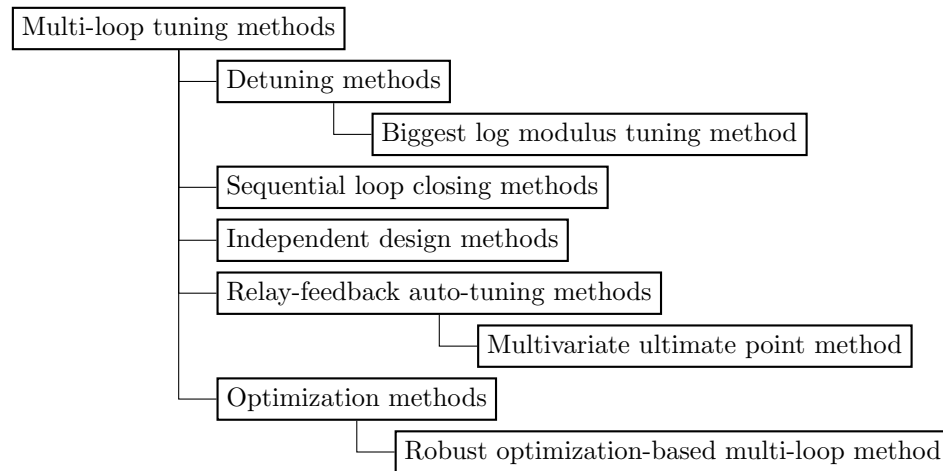 Multi-loop tuning methods
Detuning methods
Biggest log modulus tuning method
Sequential loop closing methods
Independent design methods
Relay-feedback auto-tuning methods
Multivariate ultimate point method
Optimization methods
Robust optimization-based multi-loop method